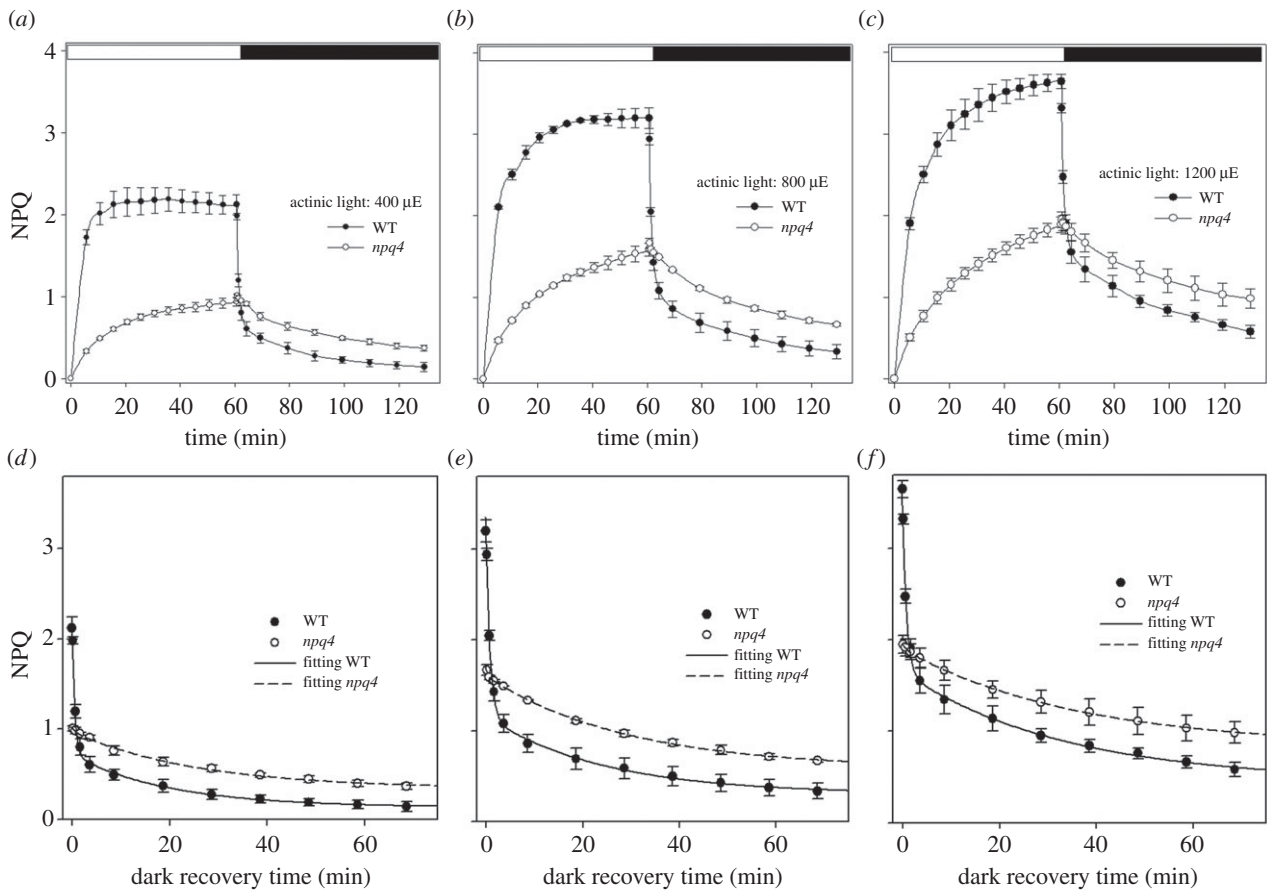 (a)
(b)
(c)
4
3
2
1
0
NPQ
actinic light: 400 µE
WT
npq4
actinic light: 800 µE
WT
npq4
actinic light: 1200 µE
WT
npq4
0 20 40 60 80 100 120
0 20 40 60 80 100 120
0 20 40 60 80 100 120
time (min)
time (min)
time (min)
(d)
(e)
(f)
3
2
1
0
NPQ
WT
npq4
fitting WT
fitting npq4
WT
npq4
fitting WT
fitting npq4
WT
npq4
fitting WT
fitting npq4
0 20 40 60
0 20 40 60
0 20 40 60
dark recovery time (min)
dark recovery time (min)
dark recovery time (min)